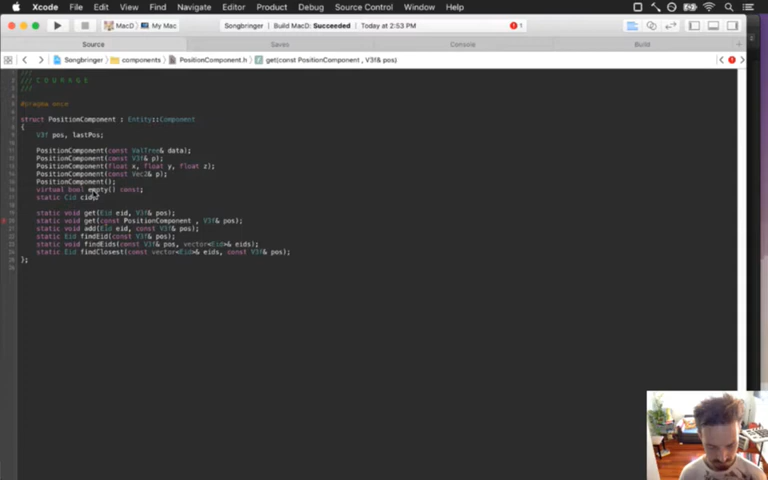 Xcode File Edit View Find Navigate Editor Product Debug Source Control Window Help
MacD My Mac Songbringer Build MacD: Succeeded Today at 2:53 PM 1
Source Console Build
Songbringer components PositionComponent.h get(const PositionComponent , V3f& pos)
///
///
#pragma once
struct PositionComponent : Entity::Component
{
V3f pos, lastPos;
PositionComponent(const ValTree& data);
PositionComponent(const V3f& p);
PositionComponent(float x, float y, float z);
PositionComponent(const Vec2& p);
PositionComponent();
virtual bool empty() const;
static Cid cid;
static void get(Eid eid, V3f& pos);
static void get(const PositionComponent , V3f& pos);
static void add(Eid eid, const V3f& pos);
static Eid findEid(const V3f& pos);
static void findEids(const V3f& pos, vector<Eid>& eids);
static Eid findClosest(const vector<Eid>& eids, const V3f& pos);
};